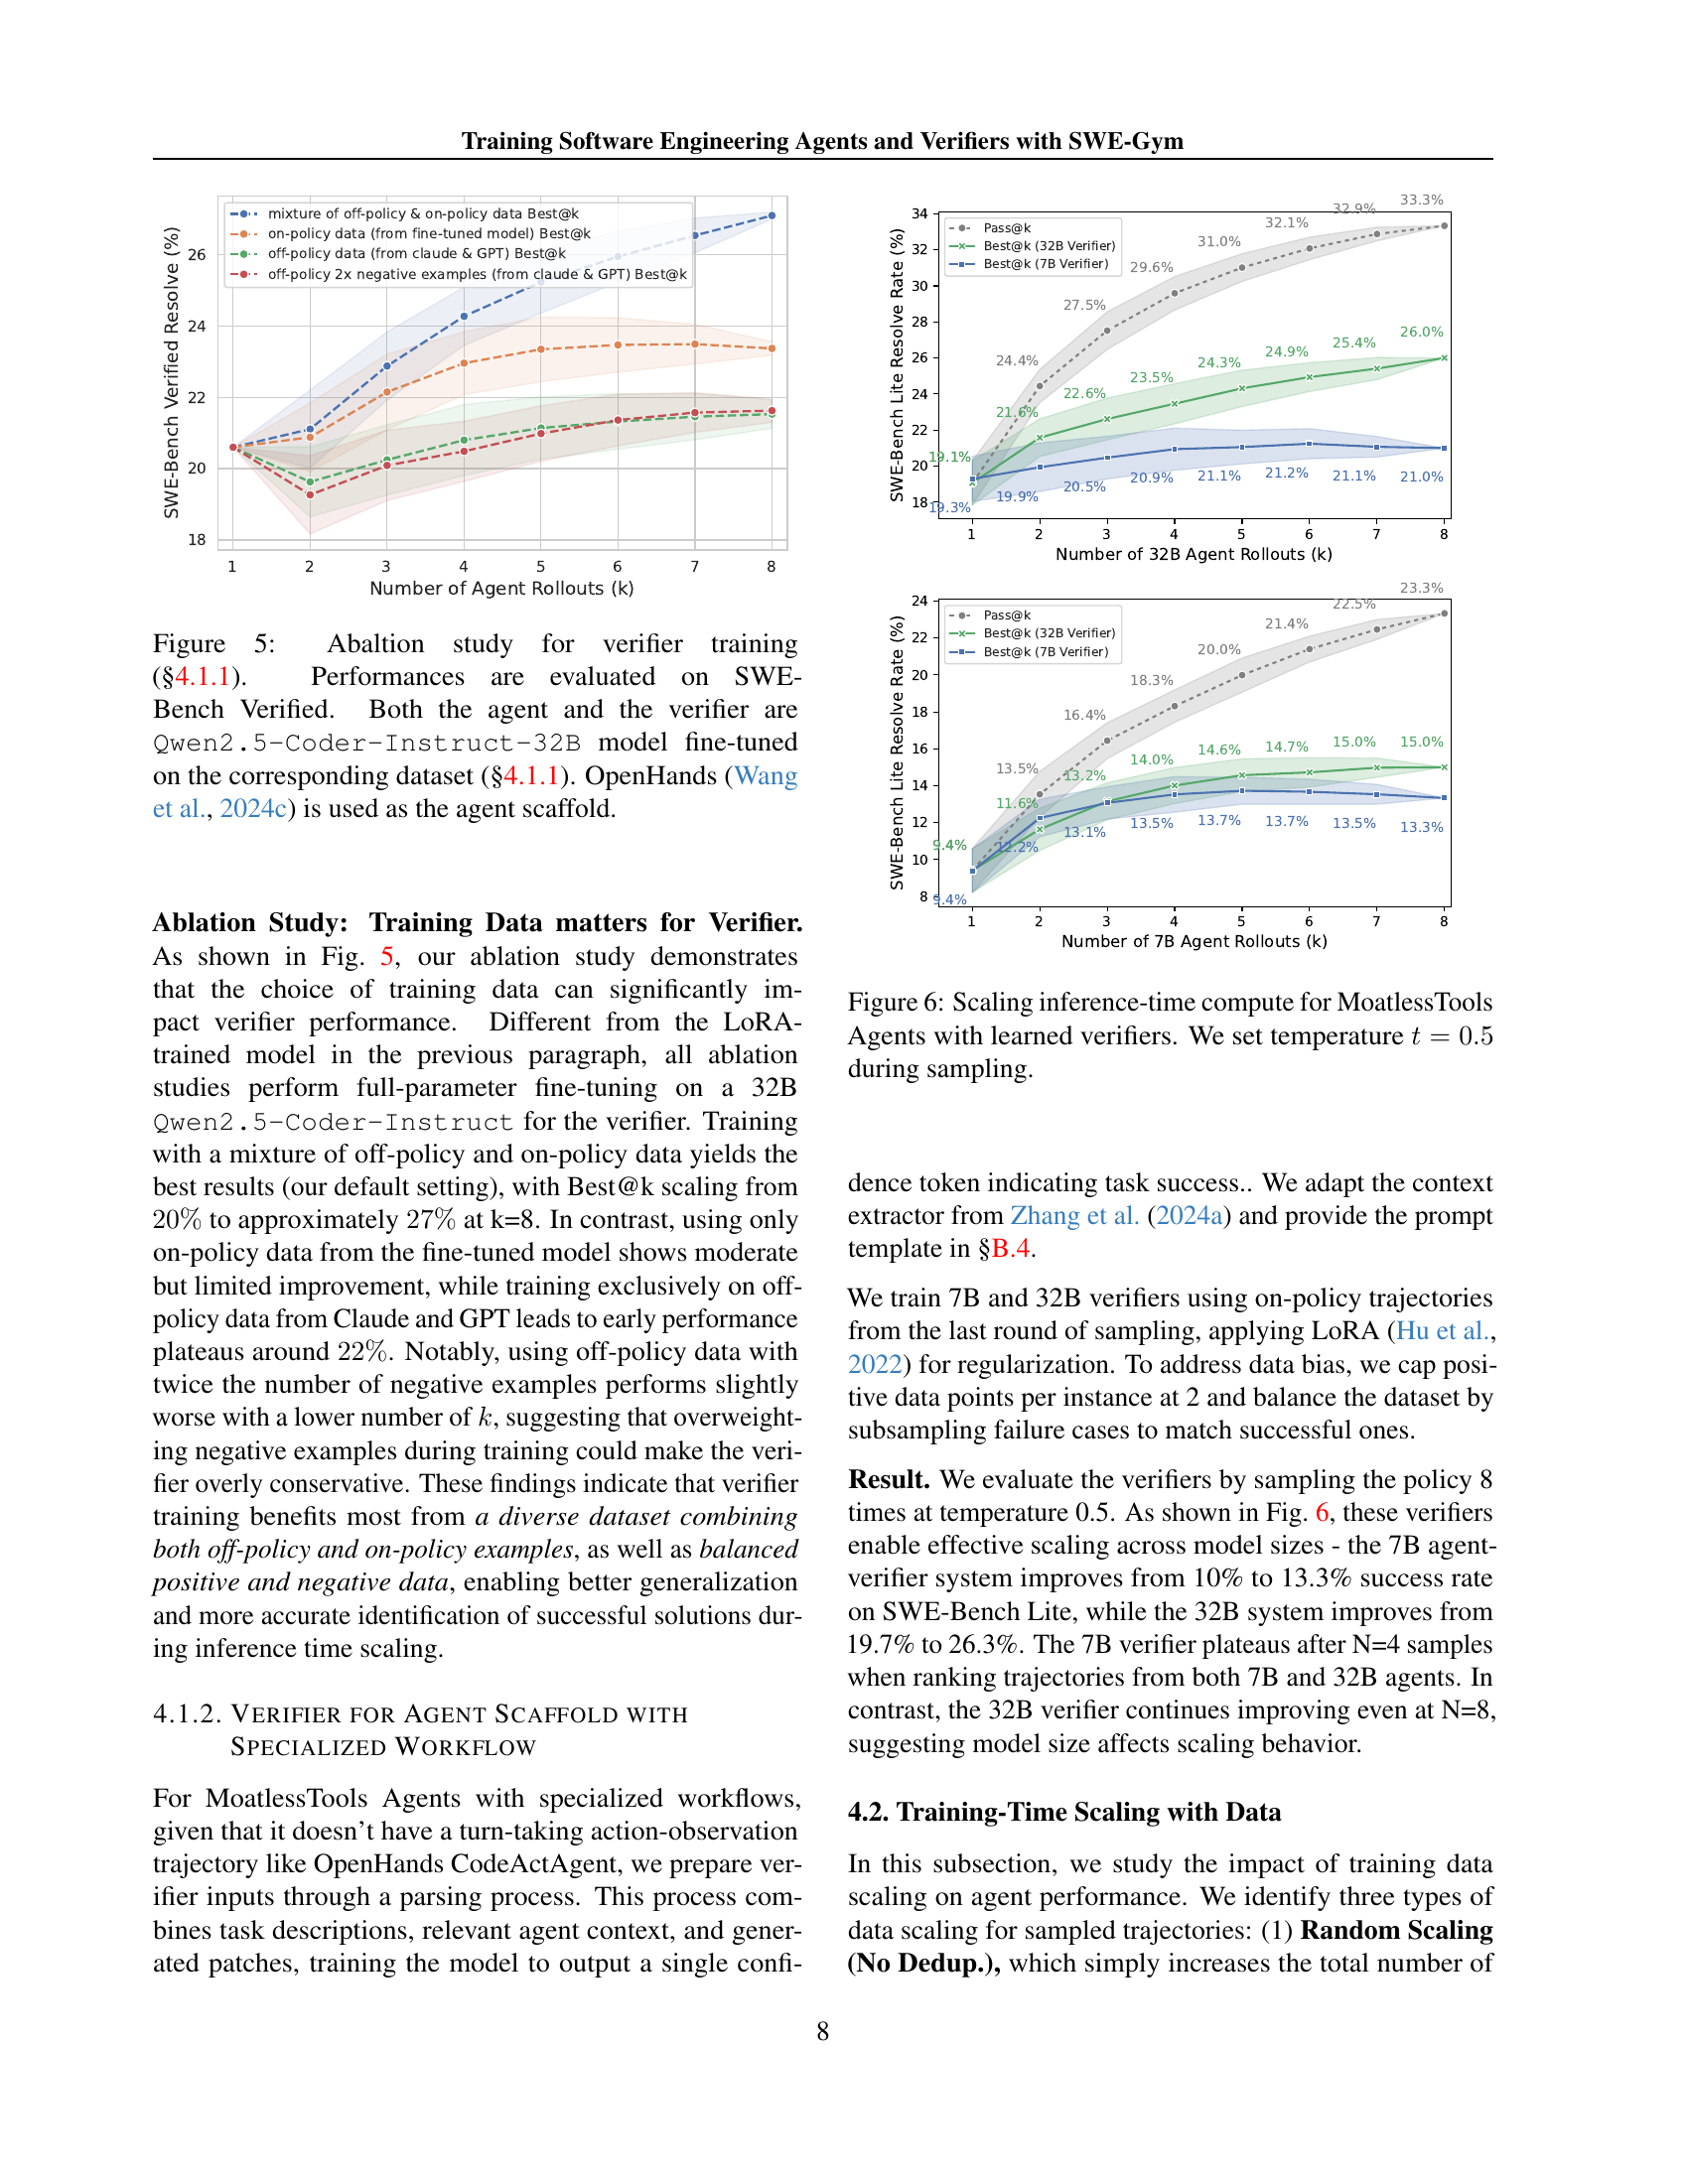 Training Software Engineering Agents and Verifiers with SWE-Gym
mixture of off-policy & on-policy data Best@k
on-policy data (from fine-tuned model) Best@k
off-policy data (from claude & GPT) Best@k
off-policy 2x negative examples (from claude & GPT) Best@k
SWE-Bench Verified Resolve (%)
26
24
22
20
18
1 2 3 4 5 6 7 8
Number of Agent Rollouts (k)
Figure 5: Abaltion study for verifier training
(§4.1.1). Performances are evaluated on SWE-
Bench Verified. Both the agent and the verifier are
Qwen2.5-Coder-Instruct-32B model fine-tuned
on the corresponding dataset (§4.1.1). OpenHands (Wang
et al., 2024c) is used as the agent scaffold.
Ablation Study: Training Data matters for Verifier.
As shown in Fig. 5, our ablation study demonstrates
that the choice of training data can significantly im-
pact verifier performance. Different from the LoRA-
trained model in the previous paragraph, all ablation
studies perform full-parameter fine-tuning on a 32B
Qwen2.5-Coder-Instruct for the verifier. Training
with a mixture of off-policy and on-policy data yields the
best results (our default setting), with Best@k scaling from
20% to approximately 27% at k=8. In contrast, using only
on-policy data from the fine-tuned model shows moderate
but limited improvement, while training exclusively on off-
policy data from Claude and GPT leads to early performance
plateaus around 22%. Notably, using off-policy data with
twice the number of negative examples performs slightly
worse with a lower number of k, suggesting that overweight-
ing negative examples during training could make the veri-
fier overly conservative. These findings indicate that verifier
training benefits most from a diverse dataset combining
both off-policy and on-policy examples, as well as balanced
positive and negative data, enabling better generalization
and more accurate identification of successful solutions dur-
ing inference time scaling.
4.1.2. VERIFIER FOR AGENT SCAFFOLD WITH
SPECIALIZED WORKFLOW
For MoatlessTools Agents with specialized workflows,
given that it doesn't have a turn-taking action-observation
trajectory like OpenHands CodeActAgent, we prepare ver-
ifier inputs through a parsing process. This process com-
bines task descriptions, relevant agent context, and gener-
ated patches, training the model to output a single confi-
Pass@k
Best@k (32B Verifier)
Best@k (7B Verifier)
SWE-Bench Lite Resolve Rate (%)
34
32
30
28
26
24
22
20
18
24.4% 27.5% 29.6% 31.0% 32.1% 32.9% 33.3%
19.1% 21.6% 22.6% 23.5% 24.3% 24.9% 25.4% 26.0%
19.3% 19.9% 20.5% 20.9% 21.1% 21.2% 21.1% 21.0%
1 2 3 4 5 6 7 8
Number of 32B Agent Rollouts (k)
Pass@k
Best@k (32B Verifier)
Best@k (7B Verifier)
SWE-Bench Lite Resolve Rate (%)
24
22
20
18
16
14
12
10
8
13.5% 16.4% 18.3% 20.0% 21.4% 22.5% 23.3%
9.4% 11.6% 13.2% 14.0% 14.6% 14.7% 15.0% 15.0%
9.4% 12.2% 13.1% 13.5% 13.7% 13.7% 13.5% 13.3%
1 2 3 4 5 6 7 8
Number of 7B Agent Rollouts (k)
Figure 6: Scaling inference-time compute for MoatlessTools
Agents with learned verifiers. We set temperature t = 0.5
during sampling.
dence token indicating task success.. We adapt the context
extractor from Zhang et al. (2024a) and provide the prompt
template in §B.4.
We train 7B and 32B verifiers using on-policy trajectories
from the last round of sampling, applying LoRA (Hu et al.,
2022) for regularization. To address data bias, we cap posi-
tive data points per instance at 2 and balance the dataset by
subsampling failure cases to match successful ones.
Result. We evaluate the verifiers by sampling the policy 8
times at temperature 0.5. As shown in Fig. 6, these verifiers
enable effective scaling across model sizes - the 7B agent-
verifier system improves from 10% to 13.3% success rate
on SWE-Bench Lite, while the 32B system improves from
19.7% to 26.3%. The 7B verifier plateaus after N=4 samples
when ranking trajectories from both 7B and 32B agents. In
contrast, the 32B verifier continues improving even at N=8,
suggesting model size affects scaling behavior.
4.2. Training-Time Scaling with Data
In this subsection, we study the impact of training data
scaling on agent performance. We identify three types of
data scaling for sampled trajectories: (1) Random Scaling
(No Dedup.), which simply increases the total number of
8